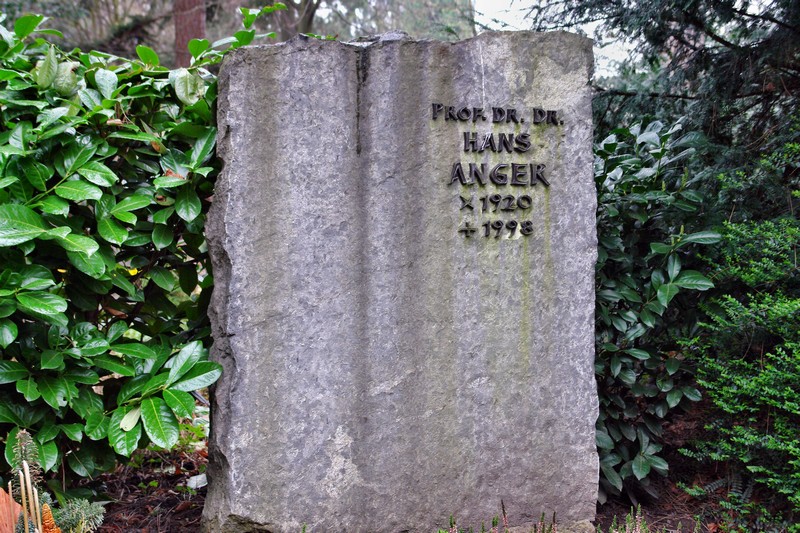 PROF. DR. DR.
HANS
ANGER
× 1920
+ 1998